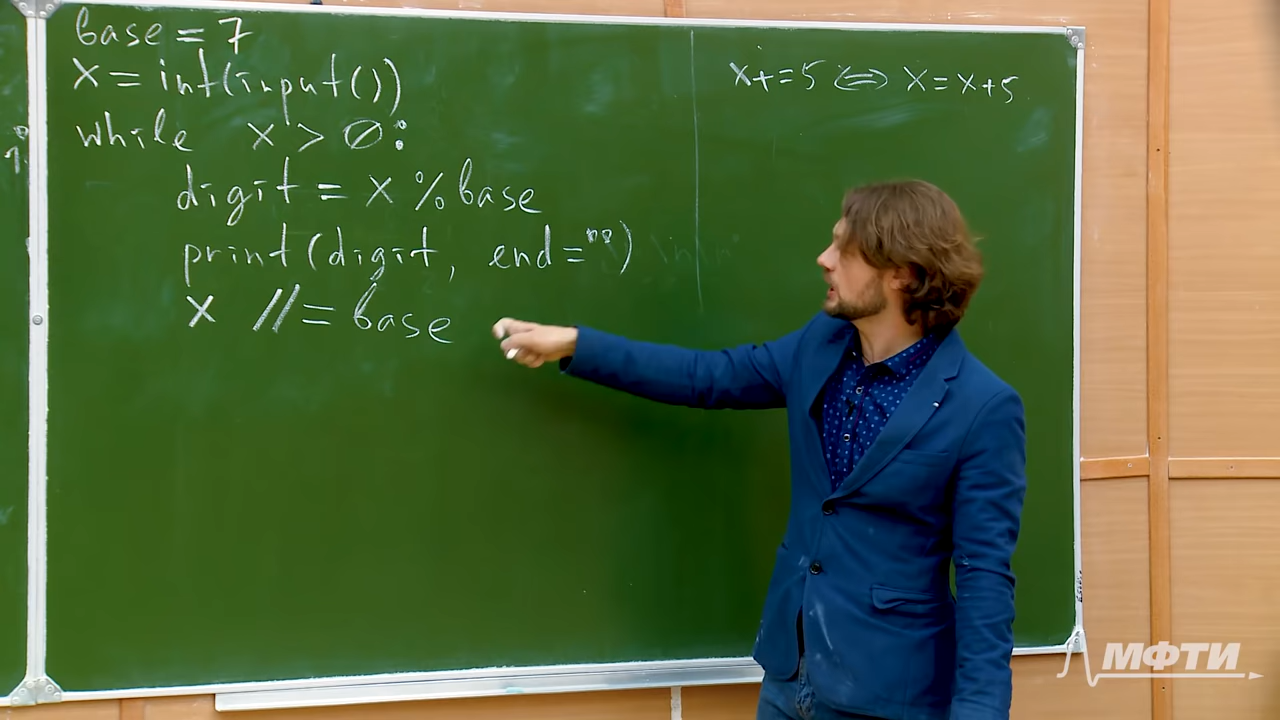 base = 7
x = int(input())
while x > 0:
digit = x % base
print(digit, end="")
x //= base
x+=5 <=> x=x+5
МФТИ